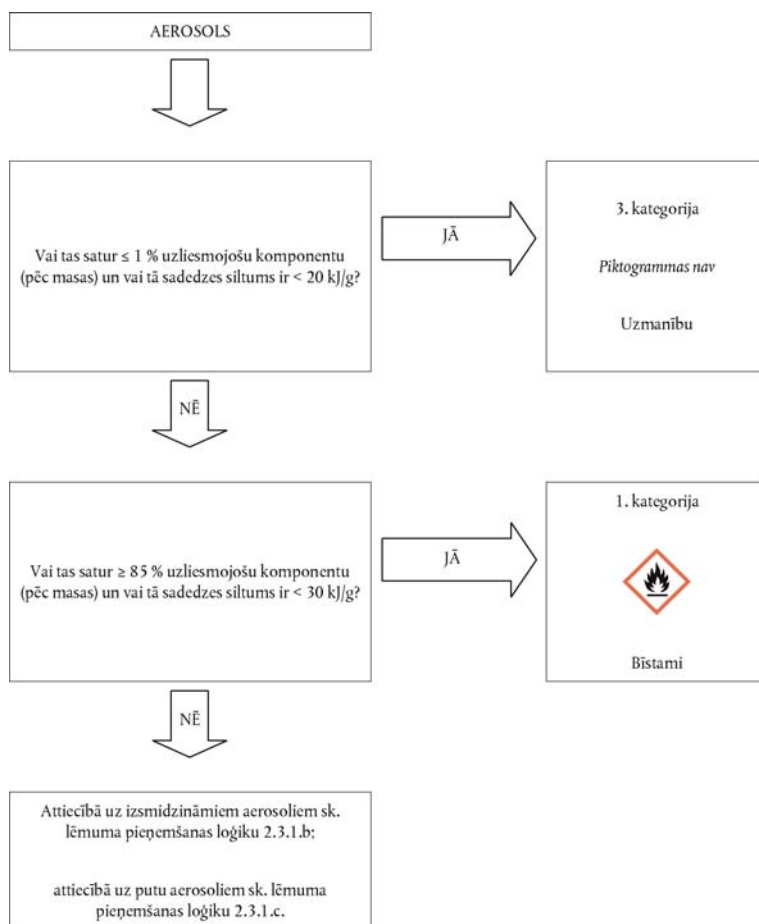 AEROSOLS
Vai tas satur ≤ 1 % uzliesmojošu komponentu
(pēc masas) un vai tā sadedzes siltums ir < 20 kJ/g?
JĀ
3. kategorija
Piktogrammas nav
Uzmanību
NĒ
Vai tas satur ≥ 85 % uzliesmojošu komponentu
(pēc masas) un vai tā sadedzes siltums ir < 30 kJ/g?
JĀ
1. kategorija
Bīstami
NĒ
Attiecībā uz izsmidzināmiem aerosoliem sk.
lēmuma pieņemšanas loģiku 2.3.1.b;
attiecībā uz putu aerosoliem sk. lēmuma
pieņemšanas loģiku 2.3.1.c.